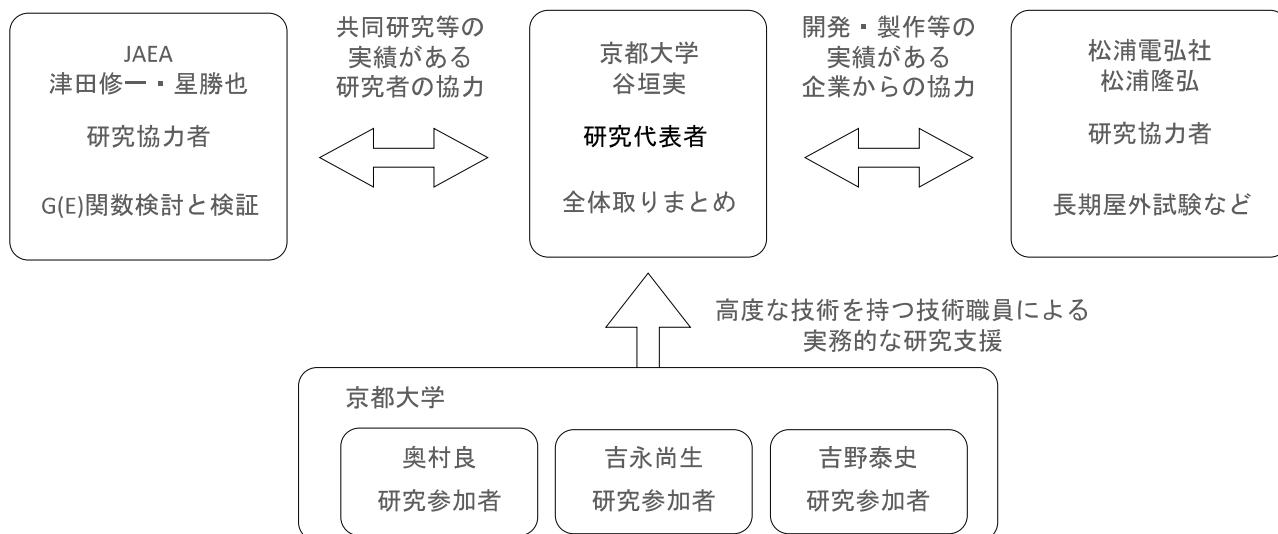 JAEA
津田修一・星勝也
研究協力者
G(E)関数検討と検証
共同研究等の
実績がある
研究者の協力
京都大学
谷垣実
研究代表者
全体取りまとめ
開発・製作等の
実績がある
企業からの協力
松浦電弘社
松浦隆弘
研究協力者
長期屋外試験など
高度な技術を持つ技術職員による
実務的な研究支援
京都大学
奥村良
研究参加者
吉永尚生
研究参加者
吉野泰史
研究参加者